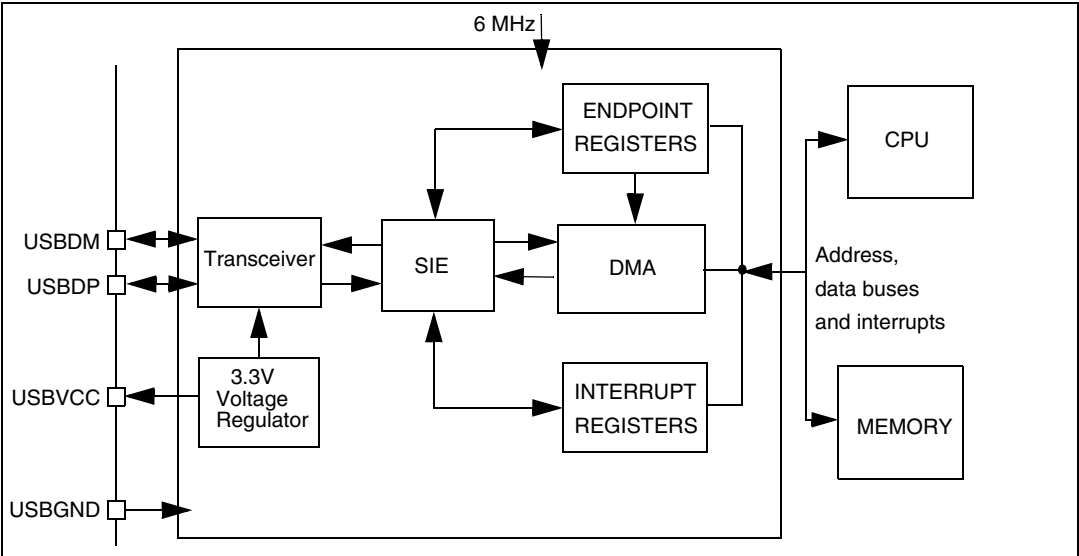 6 MHz
ENDPOINT
REGISTERS
CPU
USBDM
USBDP
Transceiver
SIE
DMA
Address,
data buses
and interrupts
USBVCC
3.3V
Voltage
Regulator
INTERRUPT
REGISTERS
MEMORY
USBGND